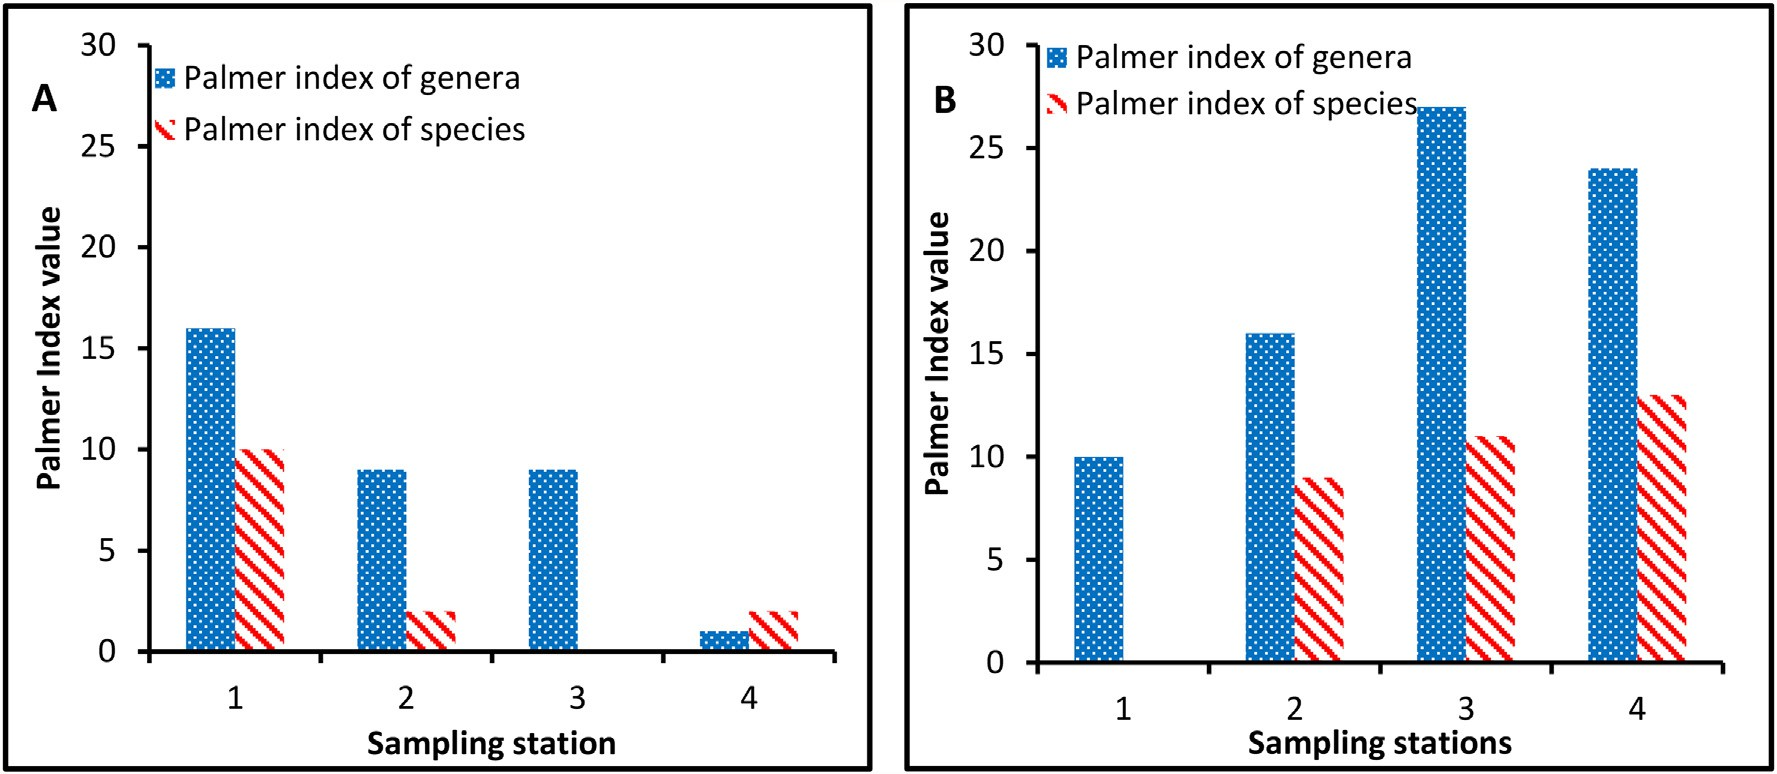 A
Palmer Index value
30
25
20
15
10
5
0
Palmer index of genera
Palmer index of species
1 2 3 4
Sampling station
B
Palmer Index value
30
25
20
15
10
5
0
Palmer index of genera
Palmer index of species
1 2 3 4
Sampling stations